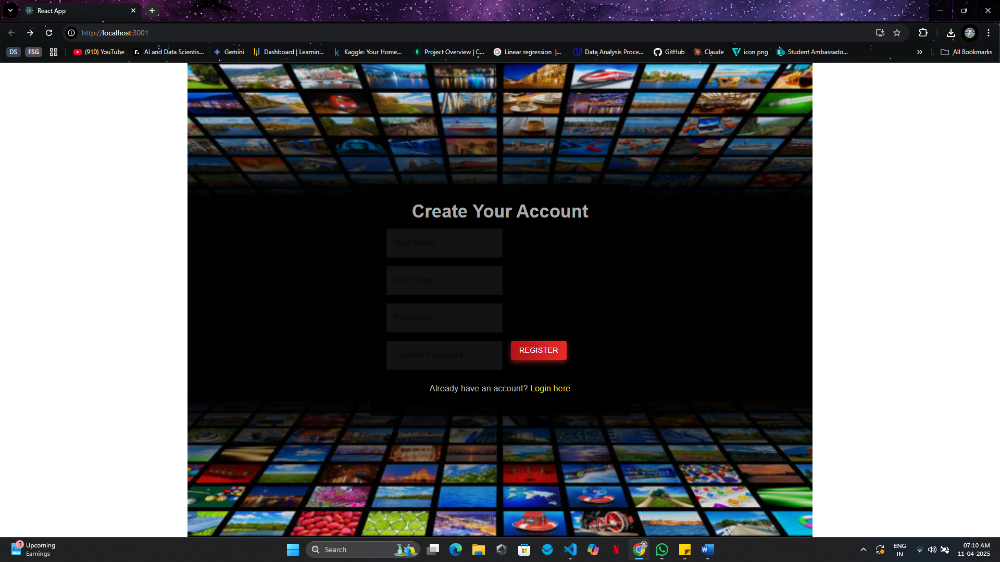 React App
http://localhost:3001
DS
FSG
(910) YouTube
AI and Data Scientis...
Gemini
Dashboard | Learnin...
Kaggle: Your Home...
Project Overview | C...
Linear regression |...
Data Analysis Proce...
GitHub
Claude
icon png
Student Ambassado...
All Bookmarks
Create Your Account
Your Name
Your Email
Password
Confirm Password
REGISTER
Already have an account? Login here
3
Upcoming
Earnings
Search
ENG
IN
07:10 AM
11-04-2025